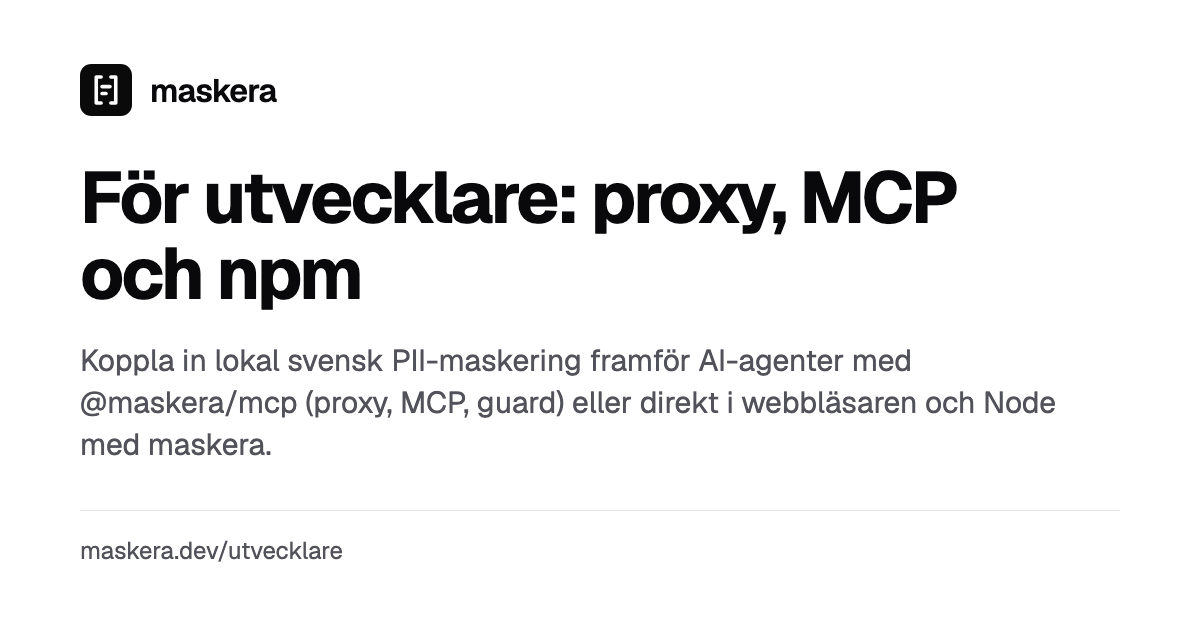 maskera
För utvecklare: proxy, MCP
och npm
Koppla in lokal svensk PII-maskering framför AI-agenter med
@maskera/mcp (proxy, MCP, guard) eller direkt i webbläsaren och Node
med maskera.
maskera.dev/utvecklare